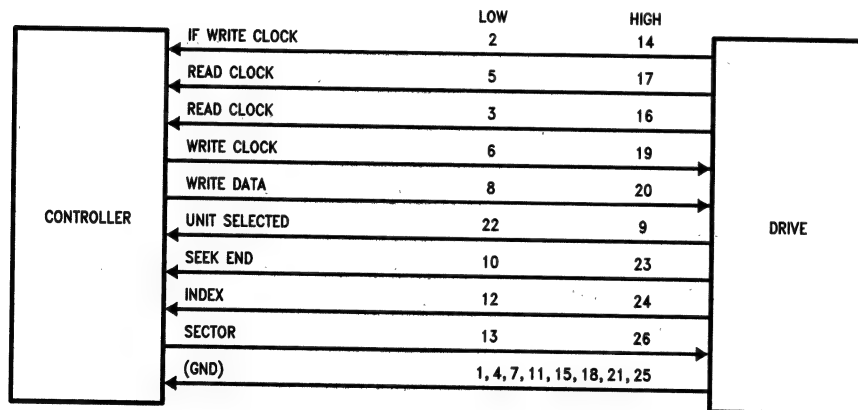 LOW HIGH
IF WRITE CLOCK 2 14
READ CLOCK 5 17
READ CLOCK 3 16
WRITE CLOCK 6 19
WRITE DATA 8 20
CONTROLLER UNIT SELECTED 22 9 DRIVE
SEEK END 10 23
INDEX 12 24
SECTOR 13 26
(GND) 1, 4, 7, 11, 15, 18, 21, 25